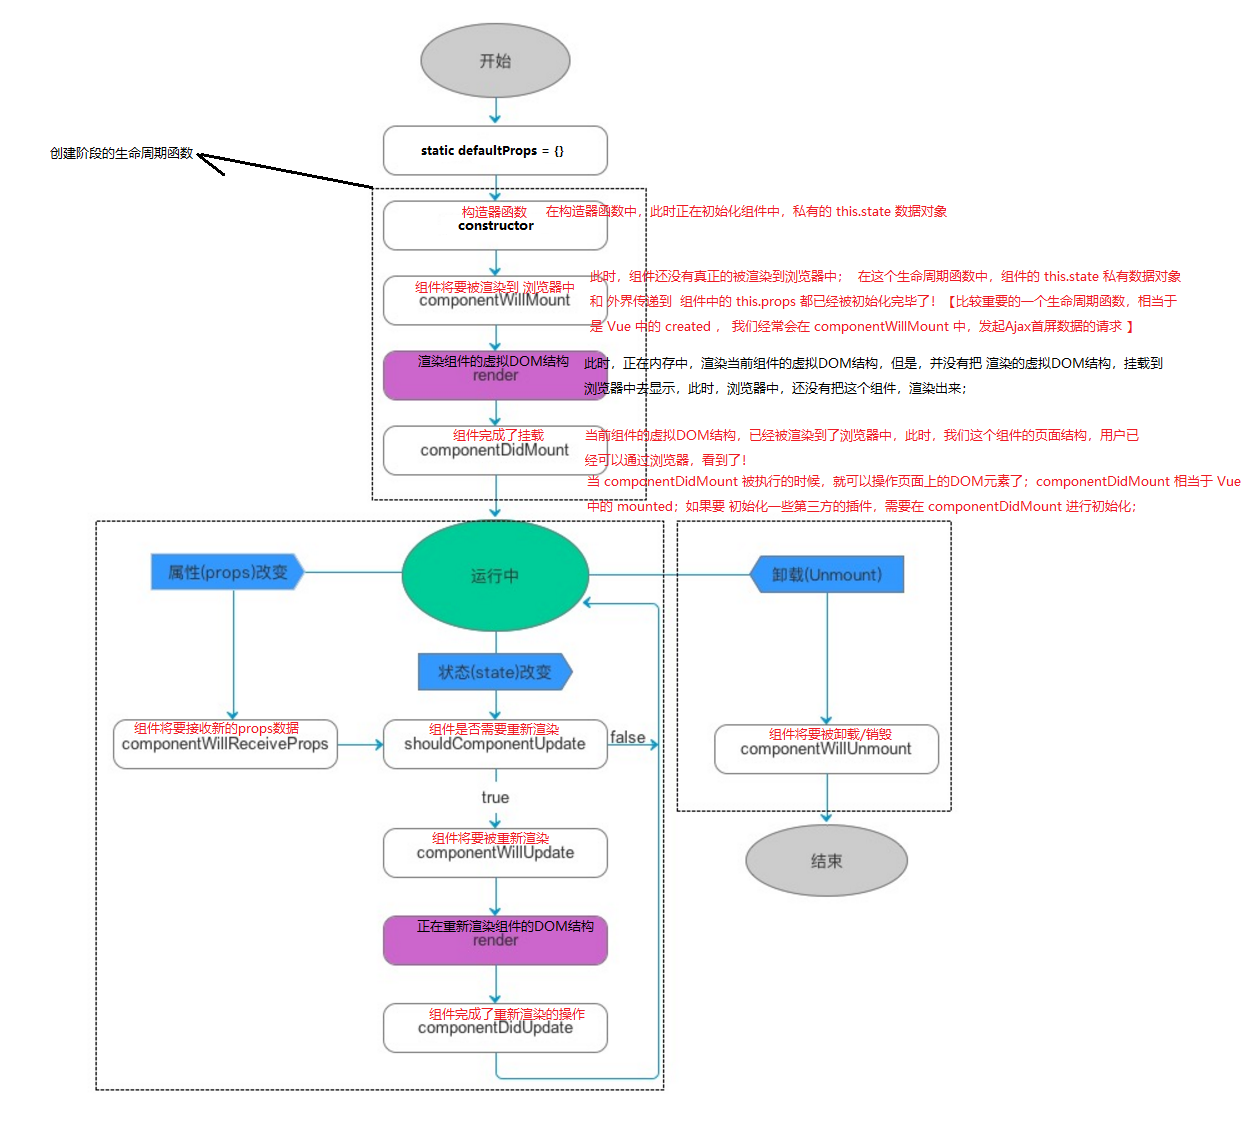 开始
static defaultProps = {}
创建阶段的生命周期函数
构造器函数
constructor
在构造器函数中，此时正在初始化组件中，私有的 this.state 数据对象
组件将要被渲染到 浏览器中
componentWillMount
此时，组件还没有真正的被渲染到浏览器中； 在这个生命周期函数中，组件的 this.state 私有数据对象
和 外界传递到 组件中的 this.props 都已经被初始化完毕了！【比较重要的一个生命周期函数，相当于
是 Vue 中的 created ， 我们经常会在 componentWillMount 中，发起Ajax首屏数据的请求 】
渲染组件的虚拟DOM结构
render
此时，正在内存中，渲染当前组件的虚拟DOM结构，但是，并没有把 渲染的虚拟DOM结构，挂载到
浏览器中去显示，此时，浏览器中，还没有把这个组件，渲染出来；
组件完成了挂载
componentDidMount
当前组件的虚拟DOM结构，已经被渲染到了浏览器中，此时，我们这个组件的页面结构，用户已
经可以通过浏览器，看到了！
当 componentDidMount 被执行的时候，就可以操作页面上的DOM元素了；componentDidMount 相当于 Vue
中的 mounted；如果要 初始化一些第三方的插件，需要在 componentDidMount 进行初始化；
属性(props)改变
运行中
卸载(Unmount)
状态(state)改变
组件将要接收新的props数据
componentWillReceiveProps
组件是否需要重新渲染
shouldComponentUpdate
false
组件将要被卸载/销毁
componentWillUnmount
true
组件将要被重新渲染
componentWillUpdate
结束
正在重新渲染组件的DOM结构
render
组件完成了重新渲染的操作
componentDidUpdate